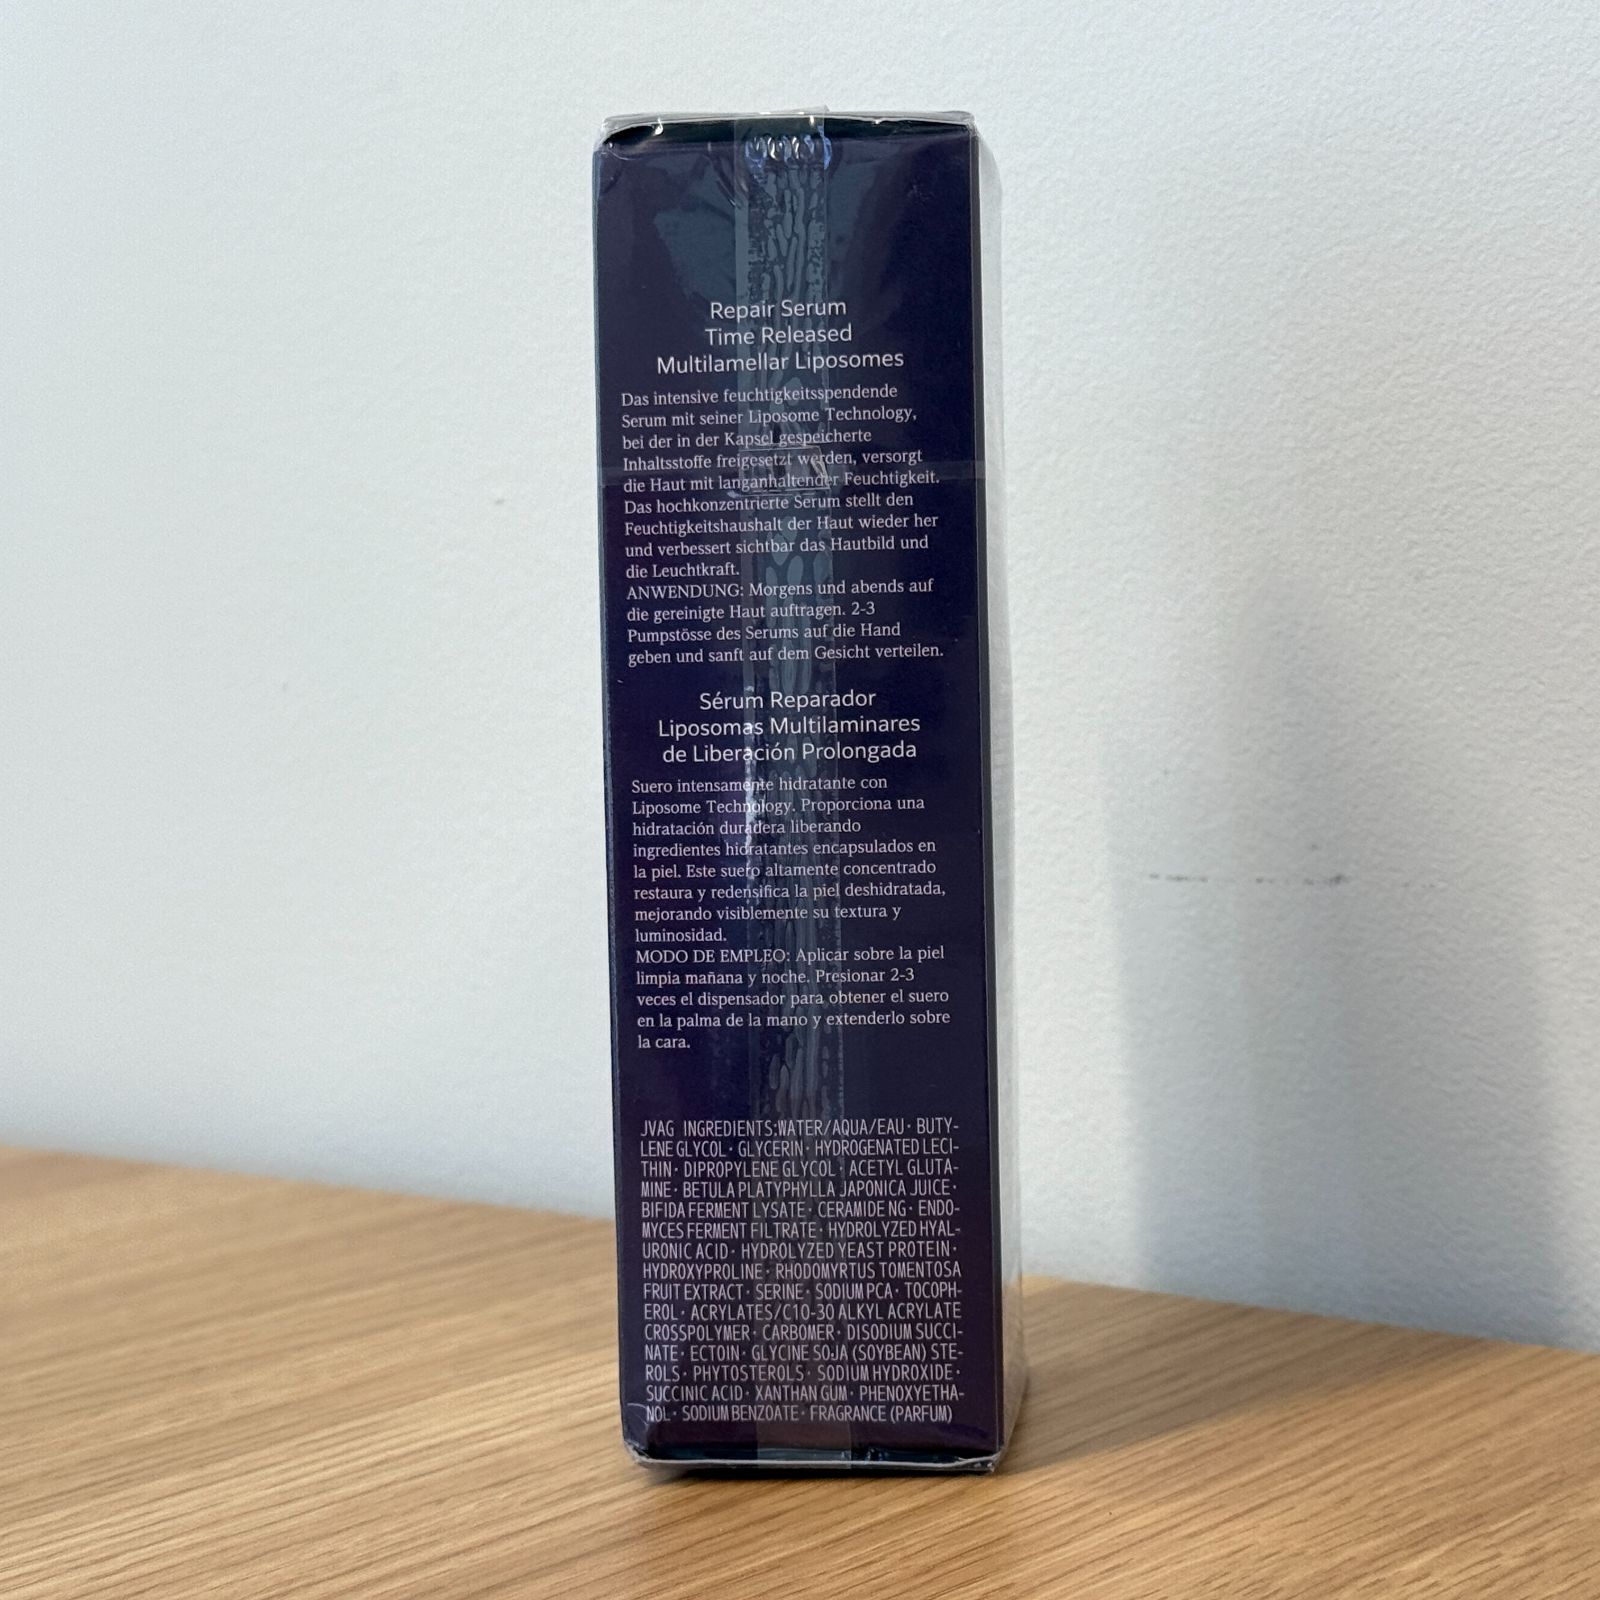 Repair Serum
Time Released
Multilamellar Liposomes
Das intensive feuchtigkeitsspendende
Serum mit seiner Liposome Technology,
bei der in der Kapsel gespeicherte
Inhaltsstoffe freigesetzt werden, versorgt
die Haut mit langanhaltender Feuchtigkeit.
Das hochkonzentrierte Serum stellt den
Feuchtigkeitshaushalt der Haut wieder her
und verbessert sichtbar das Hautbild und
die Leuchtkraft.
ANWENDUNG: Morgens und abends auf
die gereinigte Haut auftragen. 2-3
Pumpstösse des Serums auf die Hand
geben und sanft auf dem Gesicht verteilen.
Sérum Reparador
Liposomas Multilaminares
de Liberación Prolongada
Suero intensamente hidratante con
Liposome Technology. Proporciona una
hidratación duradera liberando
ingredientes hidratantes encapsulados en
la piel. Este suero altamente concentrado
restaura y redensifica la piel deshidratada,
mejorando visiblemente su textura y
luminosidad.
MODO DE EMPLEO: Aplicar sobre la piel
limpia mañana y noche. Presionar 2-3
veces el dispensador para obtener el suero
en la palma de la mano y extenderlo sobre
la cara.
JVAG INGREDIENTS:WATER/AQUA/EAU· BUTY-
LENE GLYCOL· GLYCERIN· HYDROGENATED LECI-
THIN· DIPROPYLENE GLYCOL· ACETYL GLUTA-
MINE· BETULA PLATYPHYLLA JAPONICA JUICE·
BIFIDA FERMENT LYSATE· CERAMIDE NG· ENDO-
MYCES FERMENT FILTRATE· HYDROLYZED HYAL-
URONIC ACID· HYDROLYZED YEAST PROTEIN·
HYDROXYPROLINE· RHODOMYRTUS TOMENTOSA
FRUIT EXTRACT· SERINE· SODIUM PCA· TOCOPH-
EROL· ACRYLATES/C10-30 ALKYL ACRYLATE
CROSSPOLYMER· CARBOMER· DISODIUM SUCCI-
NATE· ECTOIN· GLYCINE SOJA (SOYBEAN) STE-
ROLS· PHYTOSTEROLS· SODIUM HYDROXIDE·
SUCCINIC ACID· XANTHAN GUM· PHENOXYETHA-
NOL· SODIUM BENZOATE· FRAGRANCE (PARFUM)